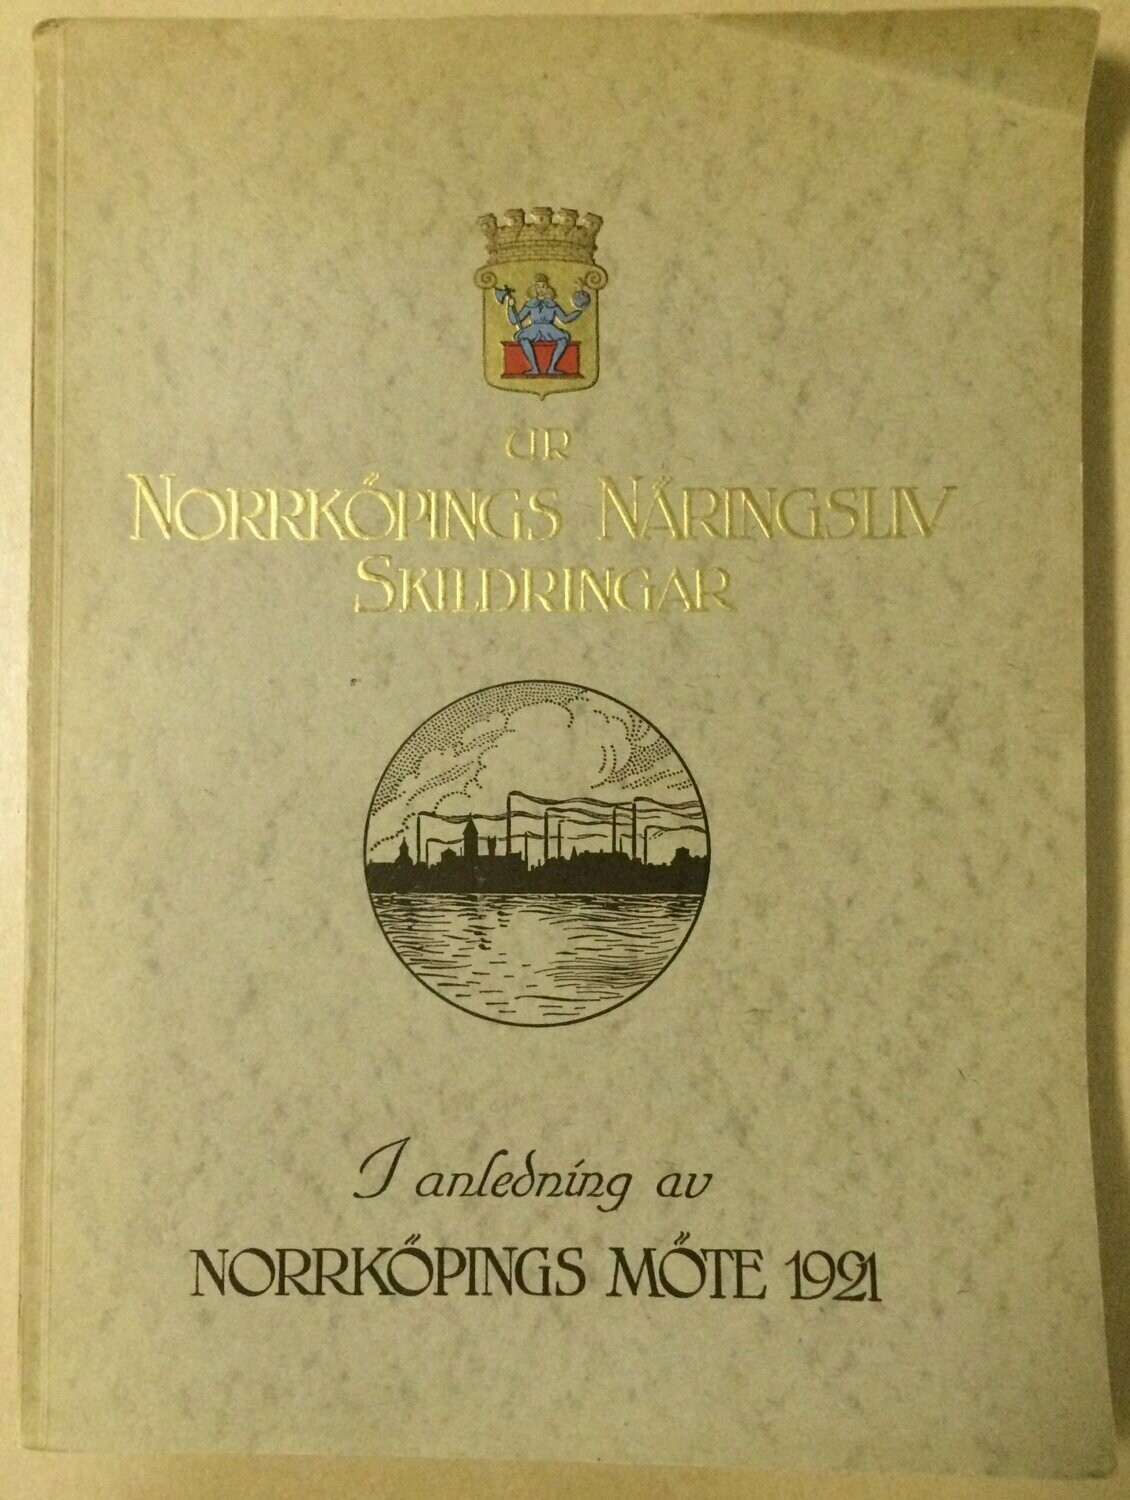 UR
NORRKÖPINGS NÄRINGSLIV
SKILDRINGAR
I anledning av
NORRKÖPINGS MÖTE 1921